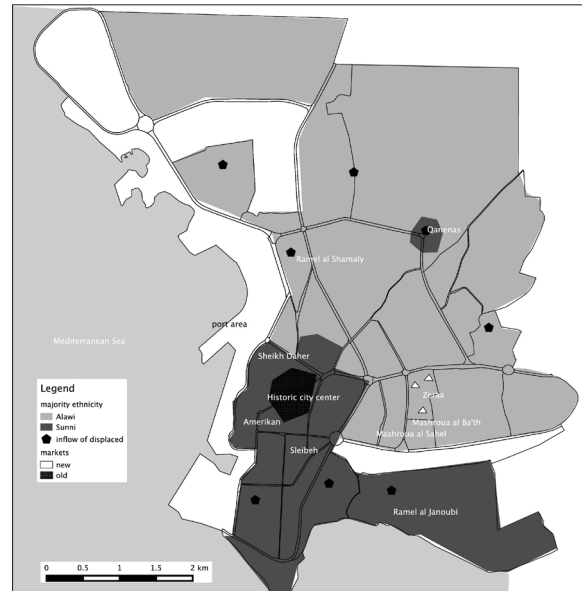 Qanenas
Ramel al Shamaly
port area
Mediterranean Sea
Sheikh Daher
Historic city center
Zeraa
Amerikan
Mashroua al Ba'th
Mashroua al Sahel
Sleibeh
Ramel al Janoubi
Legend
majority ethnicity
Alawi
Sunni
inflow of displaced
markets
new
old
0 0.5 1 1.5 2 km